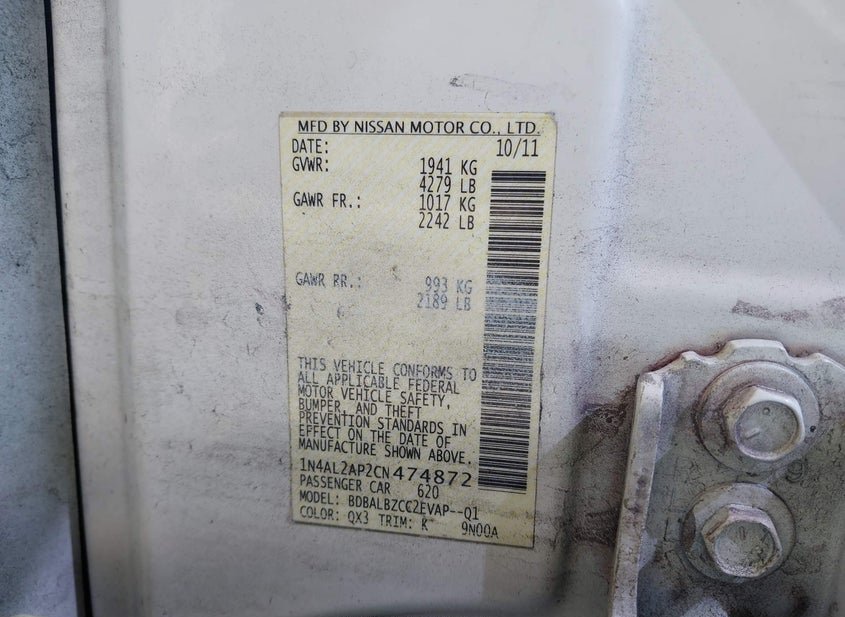 MFD BY NISSAN MOTOR CO., LTD.
DATE: 10/11
GVWR: 1941 KG
4279 LB
GAWR FR.: 1017 KG
2242 LB
GAWR RR.: 993 KG
2189 LB
THIS VEHICLE CONFORMS TO
ALL APPLICABLE FEDERAL
MOTOR VEHICLE SAFETY,
BUMPER, AND THEFT
PREVENTION STANDARDS IN
EFFECT ON THE DATE OF
MANUFACTURE SHOWN ABOVE.
1N4AL2AP2CN474872
PASSENGER CAR 620
MODEL: BDBALBZCC2EVAP--Q1
COLOR: QX3 TRIM: K 9N00A